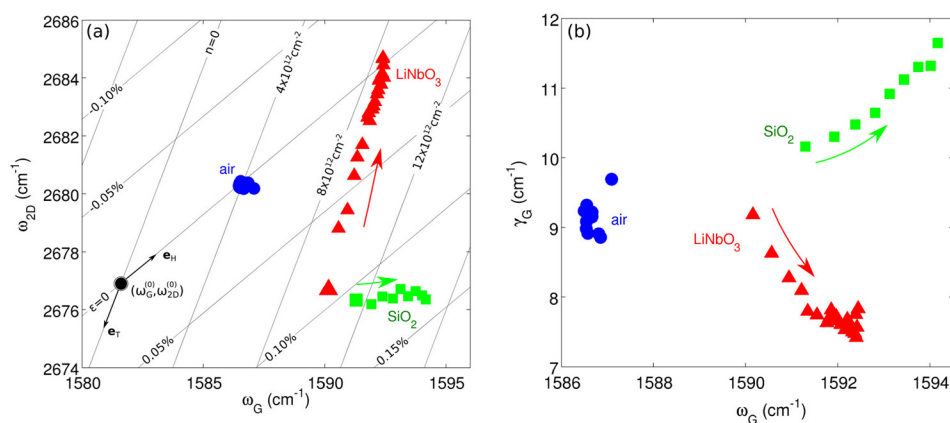 (a)
2686
2684
2682
2680
2678
2676
2674
ω2D (cm⁻¹)
1580
1585
1590
1595
ωG (cm⁻¹)
n=0
4x10¹²cm⁻²
8x10¹²cm⁻²
12x10¹²cm⁻²
-0.10%
-0.05%
ε=0
0.05%
0.10%
0.15%
LiNbO₃
air
SiO₂
eH
eT
(ωG⁽⁰⁾,ω2D⁽⁰⁾)
(b)
12
11
10
9
8
7
γG (cm⁻¹)
1586
1588
1590
1592
1594
ωG (cm⁻¹)
SiO₂
air
LiNbO₃